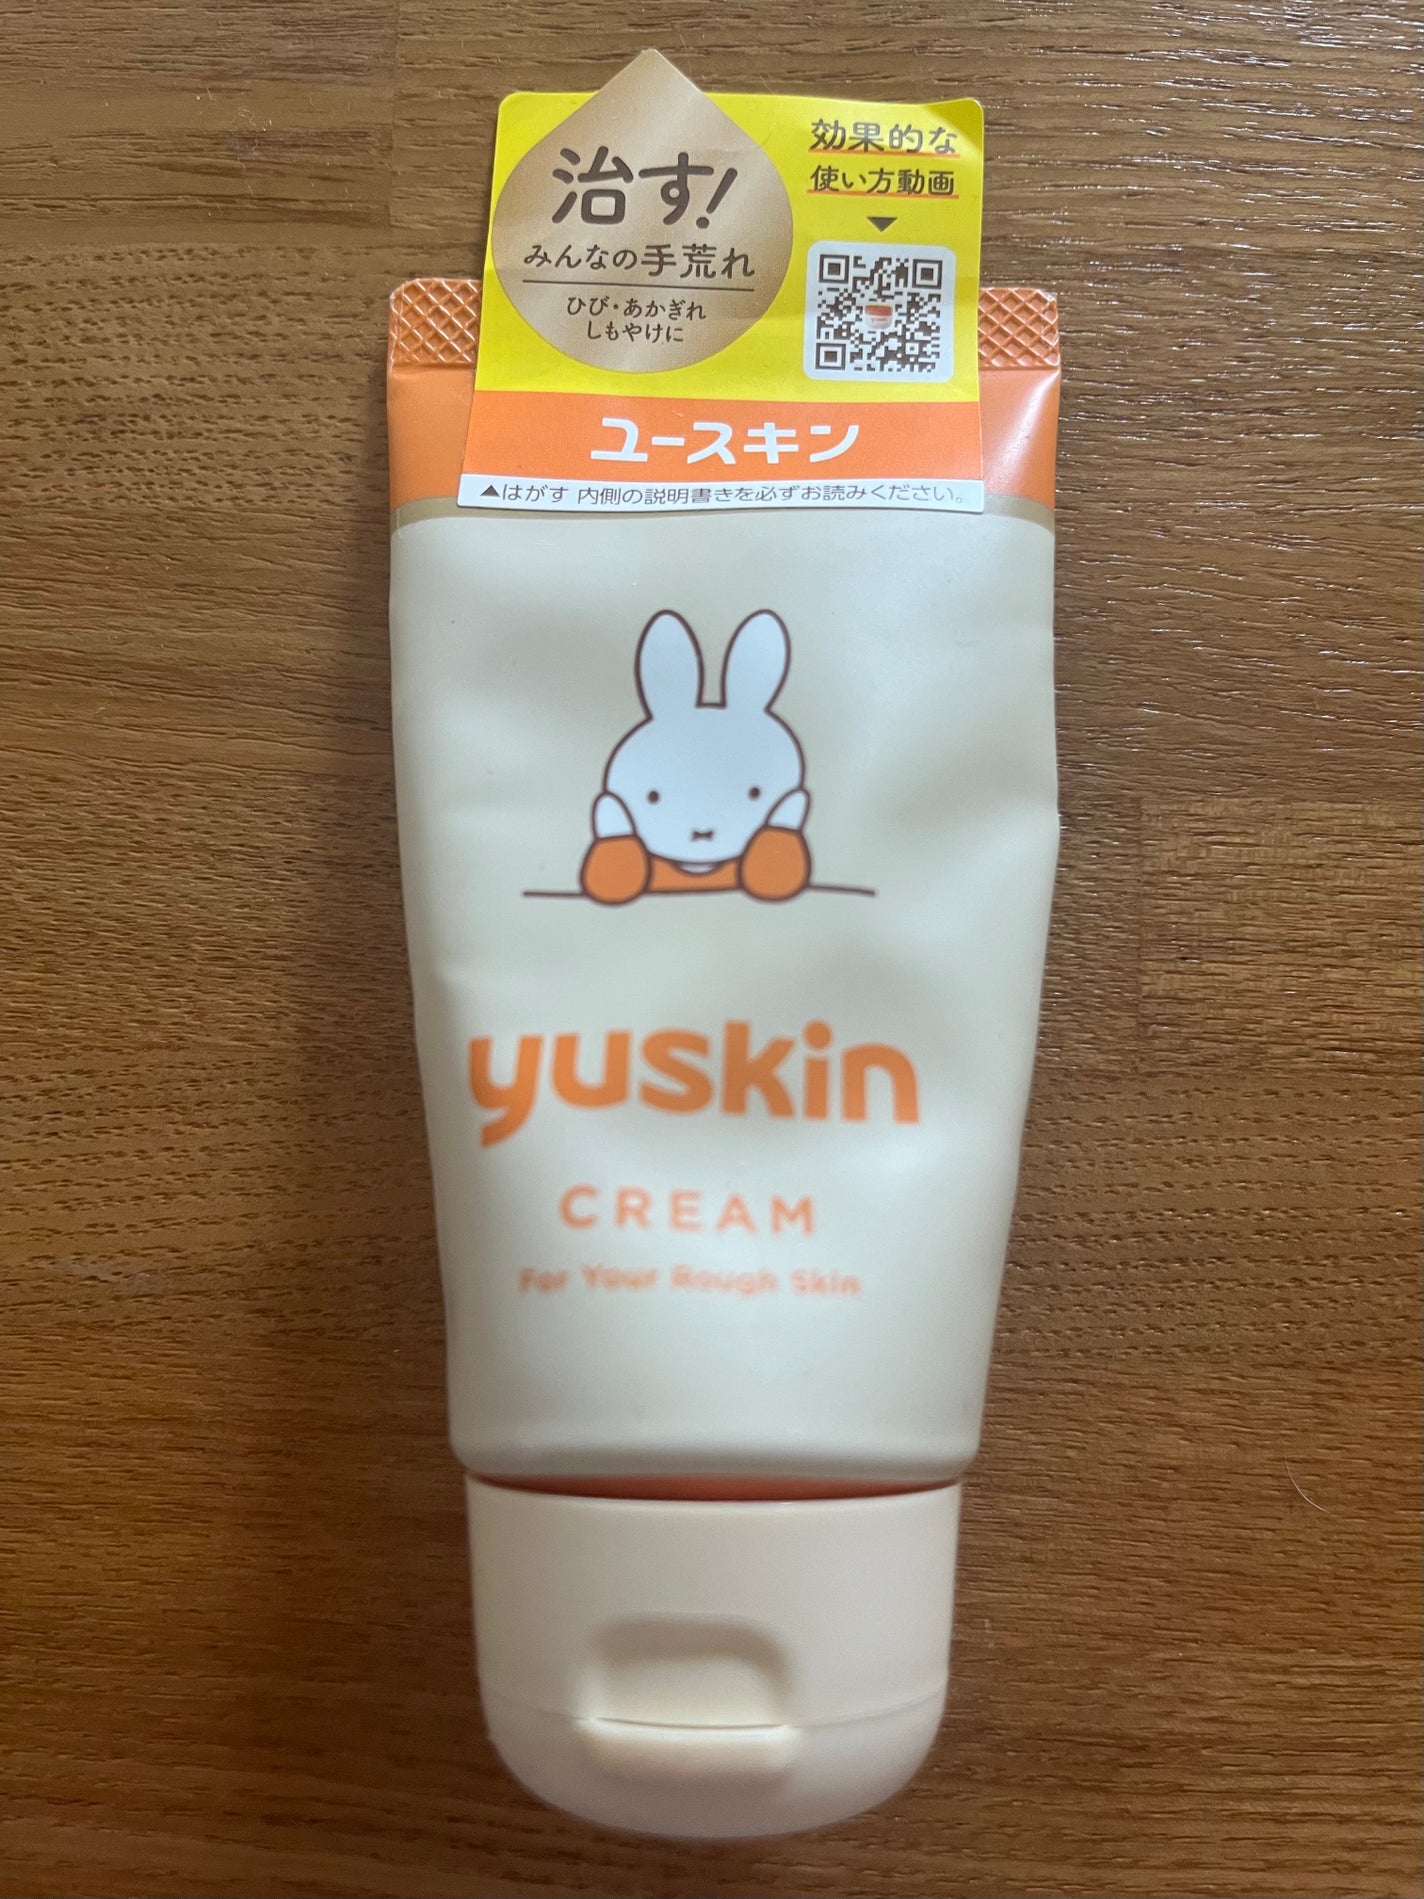 治す!
みんなの手荒れ
ひび・あかぎれ
しもやけに
効果的な
使い方動画
▼
ユースキン
▲はがす 内側の説明書きを必ずお読みください。
yuskin
CREAM
For Your Rough Skin